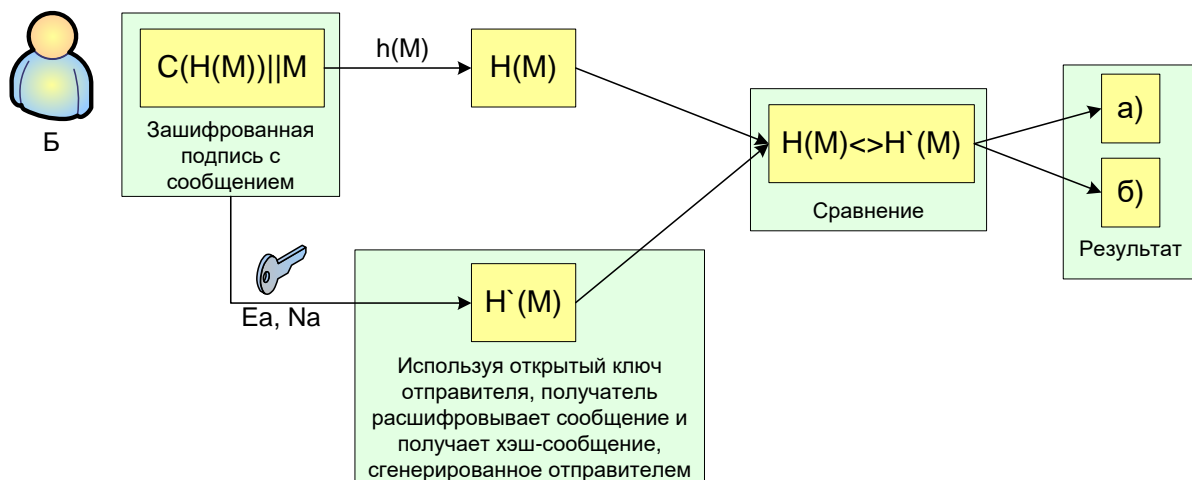 Б
C(H(M))||M
Зашифрованная
подпись с
сообщением
h(M)
H(M)
Ea, Na
H`(M)
Используя открытый ключ
отправителя, получатель
расшифровывает сообщение и
получает хэш-сообщение,
сгенерированное отправителем
H(M)<>H`(M)
Сравнение
а)
б)
Результат